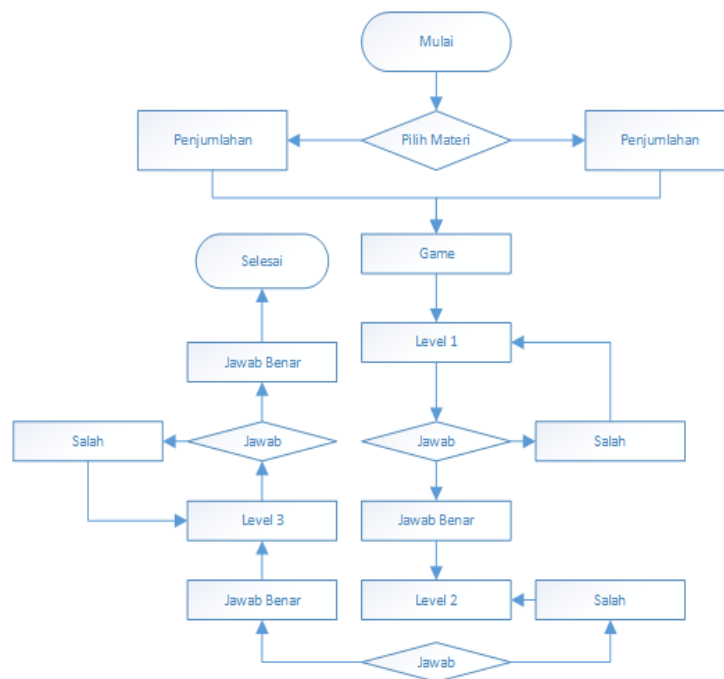 Mulai
Penjumlahan
Pilih Materi
Penjumlahan
Selesai
Game
Jawab Benar
Level 1
Salah
Jawab
Jawab
Salah
Level 3
Jawab Benar
Jawab Benar
Level 2
Salah
Jawab